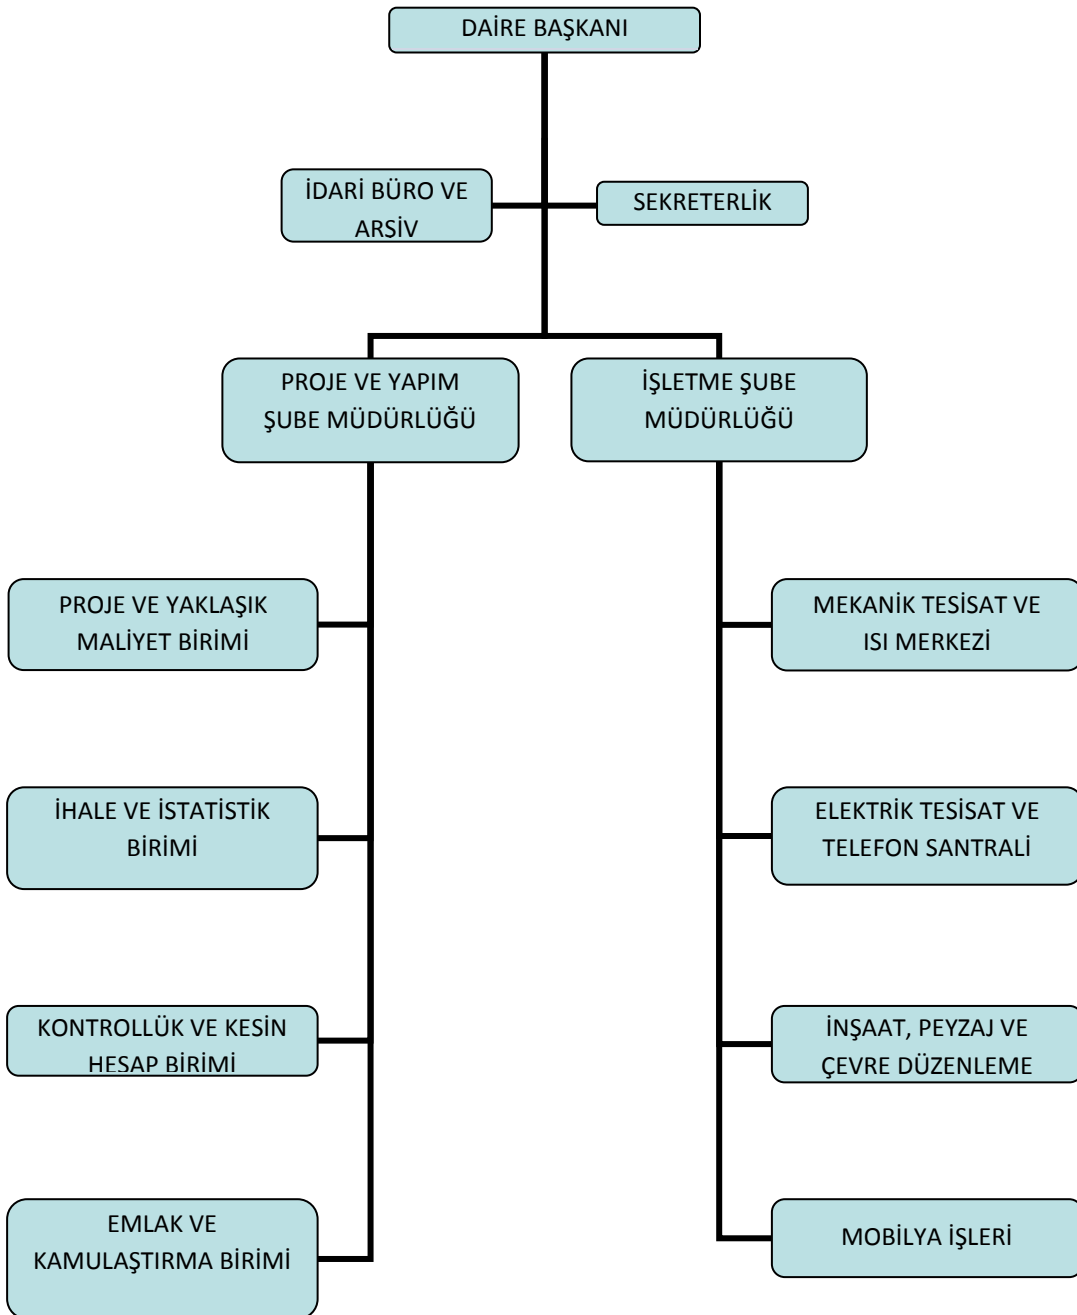 DAİRE BAŞKANI
İDARİ BÜRO VE
ARŞİV
SEKRETERLİK
PROJE VE YAPIM
ŞUBE MÜDÜRLÜĞÜ
İŞLETME ŞUBE
MÜDÜRLÜĞÜ
PROJE VE YAKLAŞIK
MALİYET BİRİMİ
MEKANİK TESİSAT VE
ISI MERKEZİ
İHALE VE İSTATİSTİK
BİRİMİ
ELEKTRİK TESİSAT VE
TELEFON SANTRALİ
KONTROLLÜK VE KESİN
HESAP BİRİMİ
İNŞAAT, PEYZAJ VE
ÇEVRE DÜZENLEME
EMLAK VE
KAMULAŞTIRMA BİRİMİ
MOBİLYA İŞLERİ